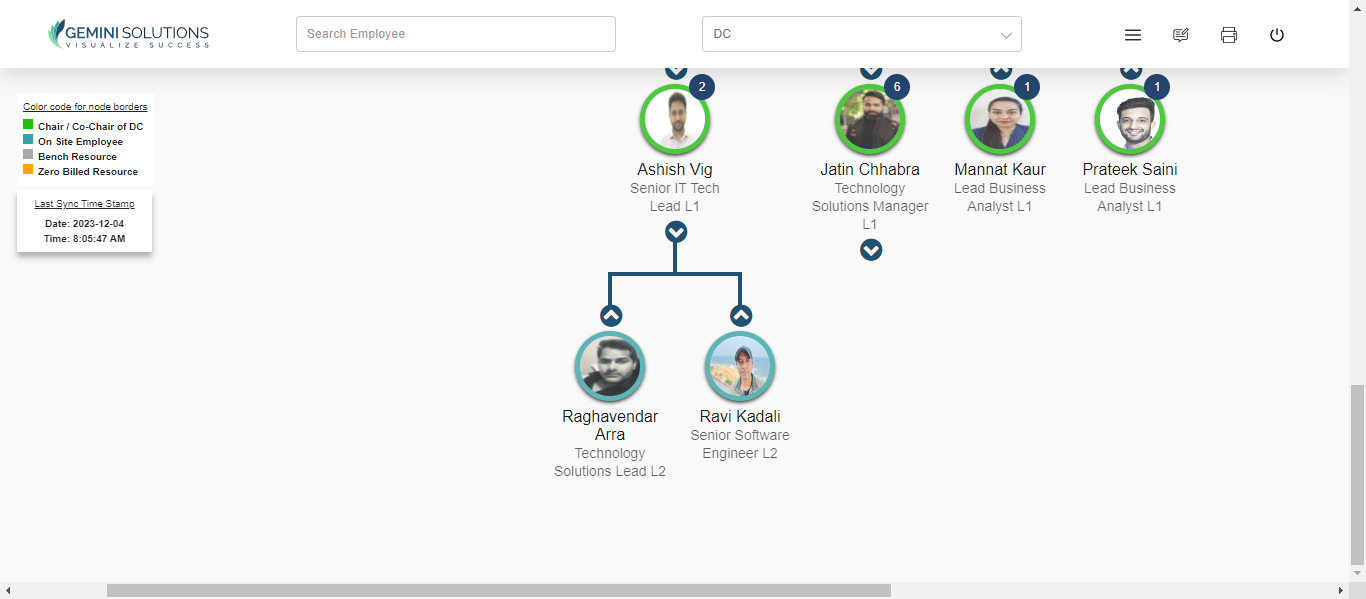 GEMINI SOLUTIONS
VISUALIZE SUCCESS
Search Employee
DC
Color code for node borders
Chair / Co-Chair of DC
On Site Employee
Bench Resource
Zero Billed Resource
Last Sync Time Stamp
Date: 2023-12-04
Time: 8:05:47 AM
2
Ashish Vig
Senior IT Tech
Lead L1
6
Jatin Chhabra
Technology
Solutions Manager
L1
1
Mannat Kaur
Lead Business
Analyst L1
1
Prateek Saini
Lead Business
Analyst L1
Raghavendar
Arra
Technology
Solutions Lead L2
Ravi Kadali
Senior Software
Engineer L2